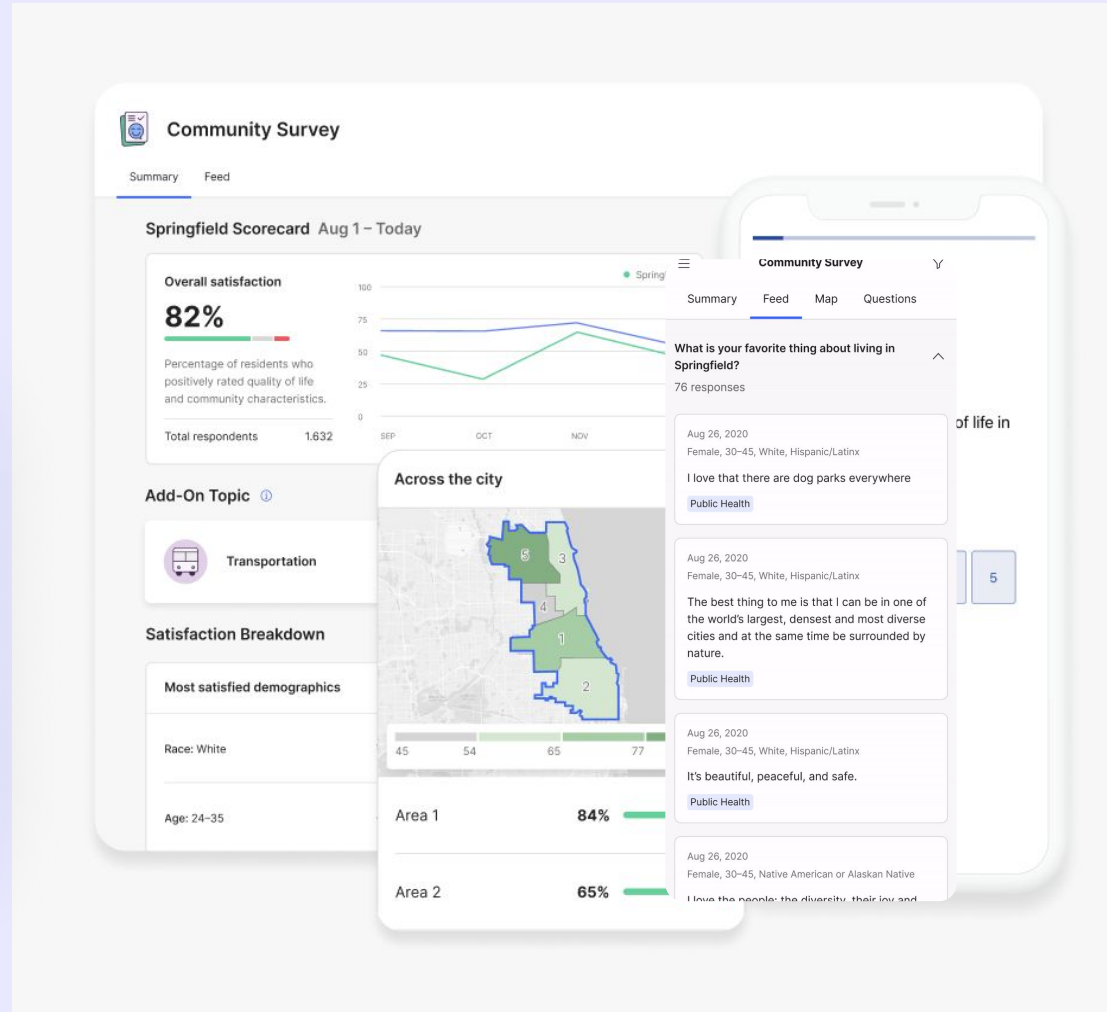 Community Survey
Summary Feed
Springfield Scorecard Aug 1 – Today
Overall satisfaction
82%
Percentage of residents who
positively rated quality of life
and community characteristics.
Total respondents 1.632
100
75
50
25
0
SEP OCT NOV
Add-On Topic
Transportation
Satisfaction Breakdown
Most satisfied demographics
Race: White
Age: 24–35
Across the city
5
3
4
1
2
45 54 65 77
Area 1 84%
Area 2 65%
Community Survey
Summary Feed Map Questions
What is your favorite thing about living in
Springfield?
76 responses
Aug 26, 2020
Female, 30–45, White, Hispanic/Latinx
I love that there are dog parks everywhere
Public Health
Aug 26, 2020
Female, 30–45, White, Hispanic/Latinx
The best thing to me is that I can be in one of
the world's largest, densest and most diverse
cities and at the same time be surrounded by
nature.
Public Health
Aug 26, 2020
Female, 30–45, White, Hispanic/Latinx
It's beautiful, peaceful, and safe.
Public Health
Aug 26, 2020
Female, 30–45, Native American or Alaskan Native
I love the people: the diversity, their joy and
of life in
5